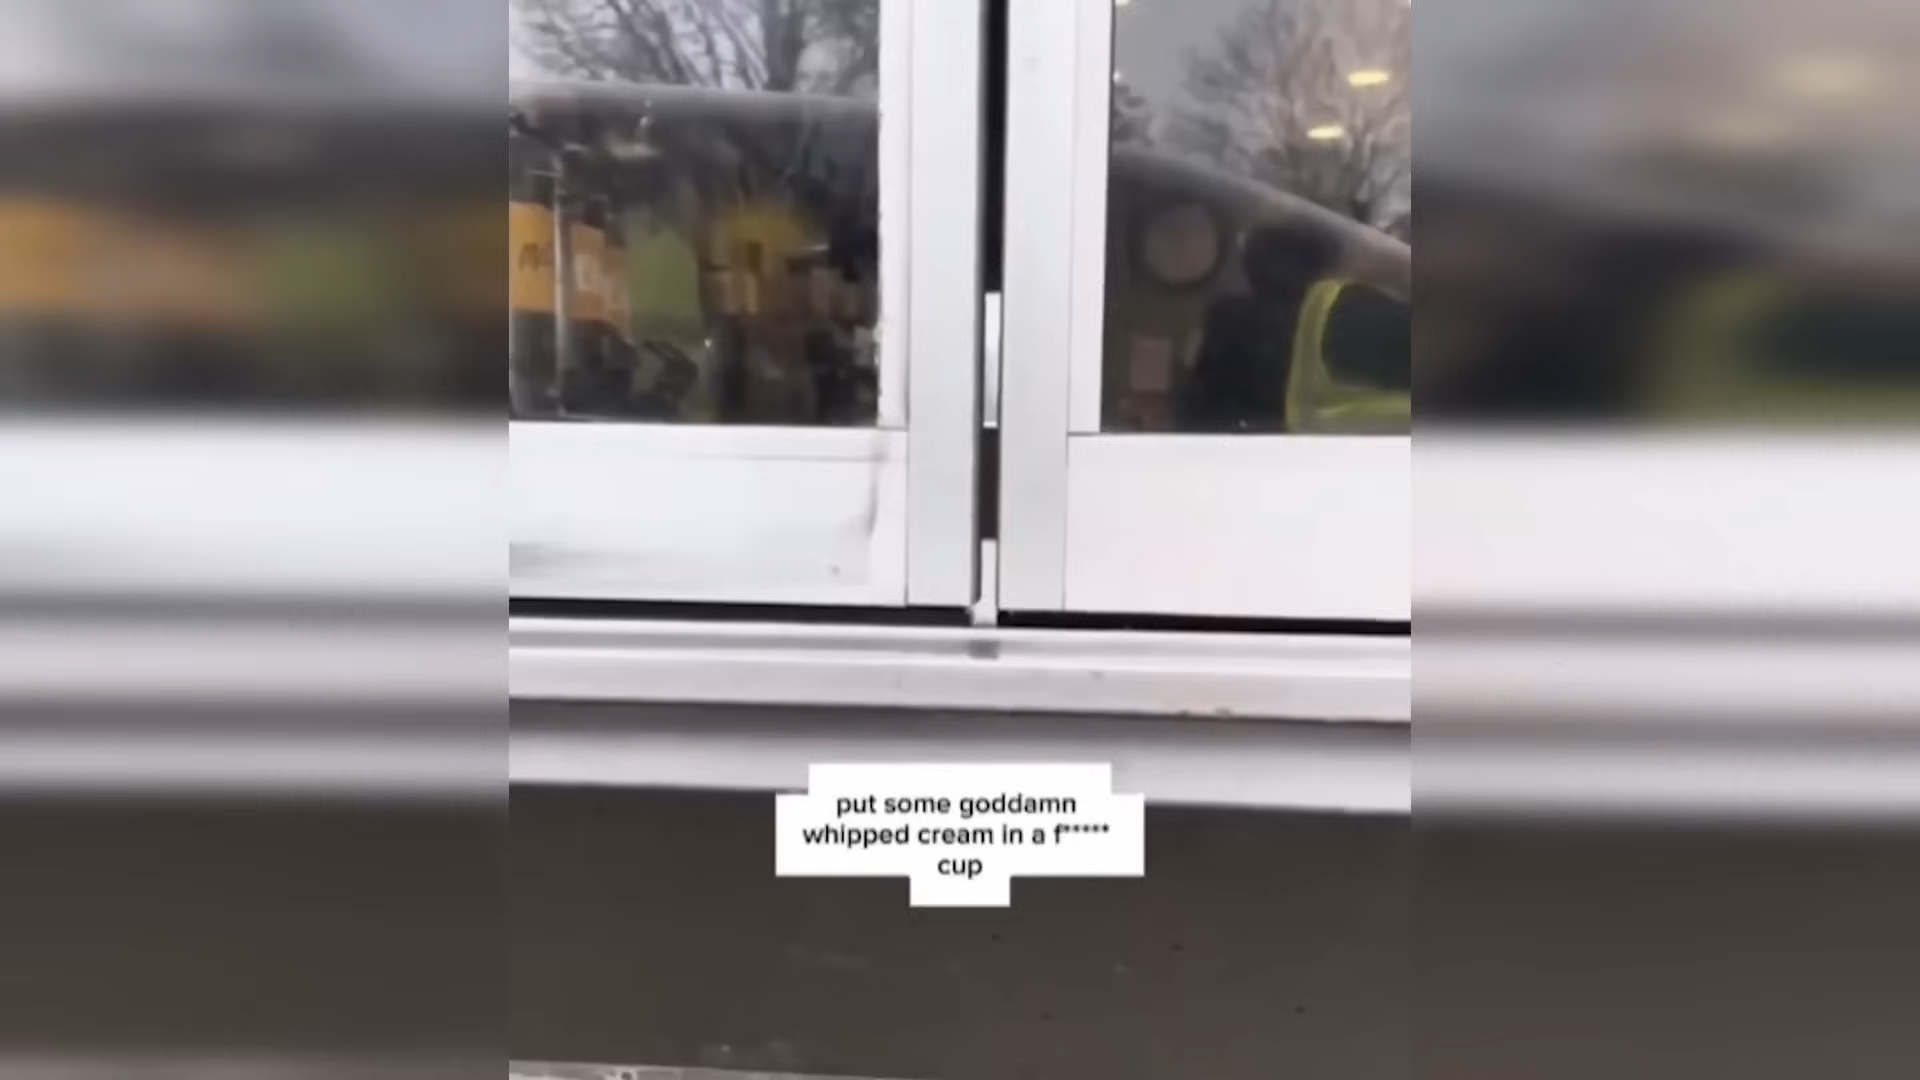 put some goddamn
whipped cream in a f*****
cup